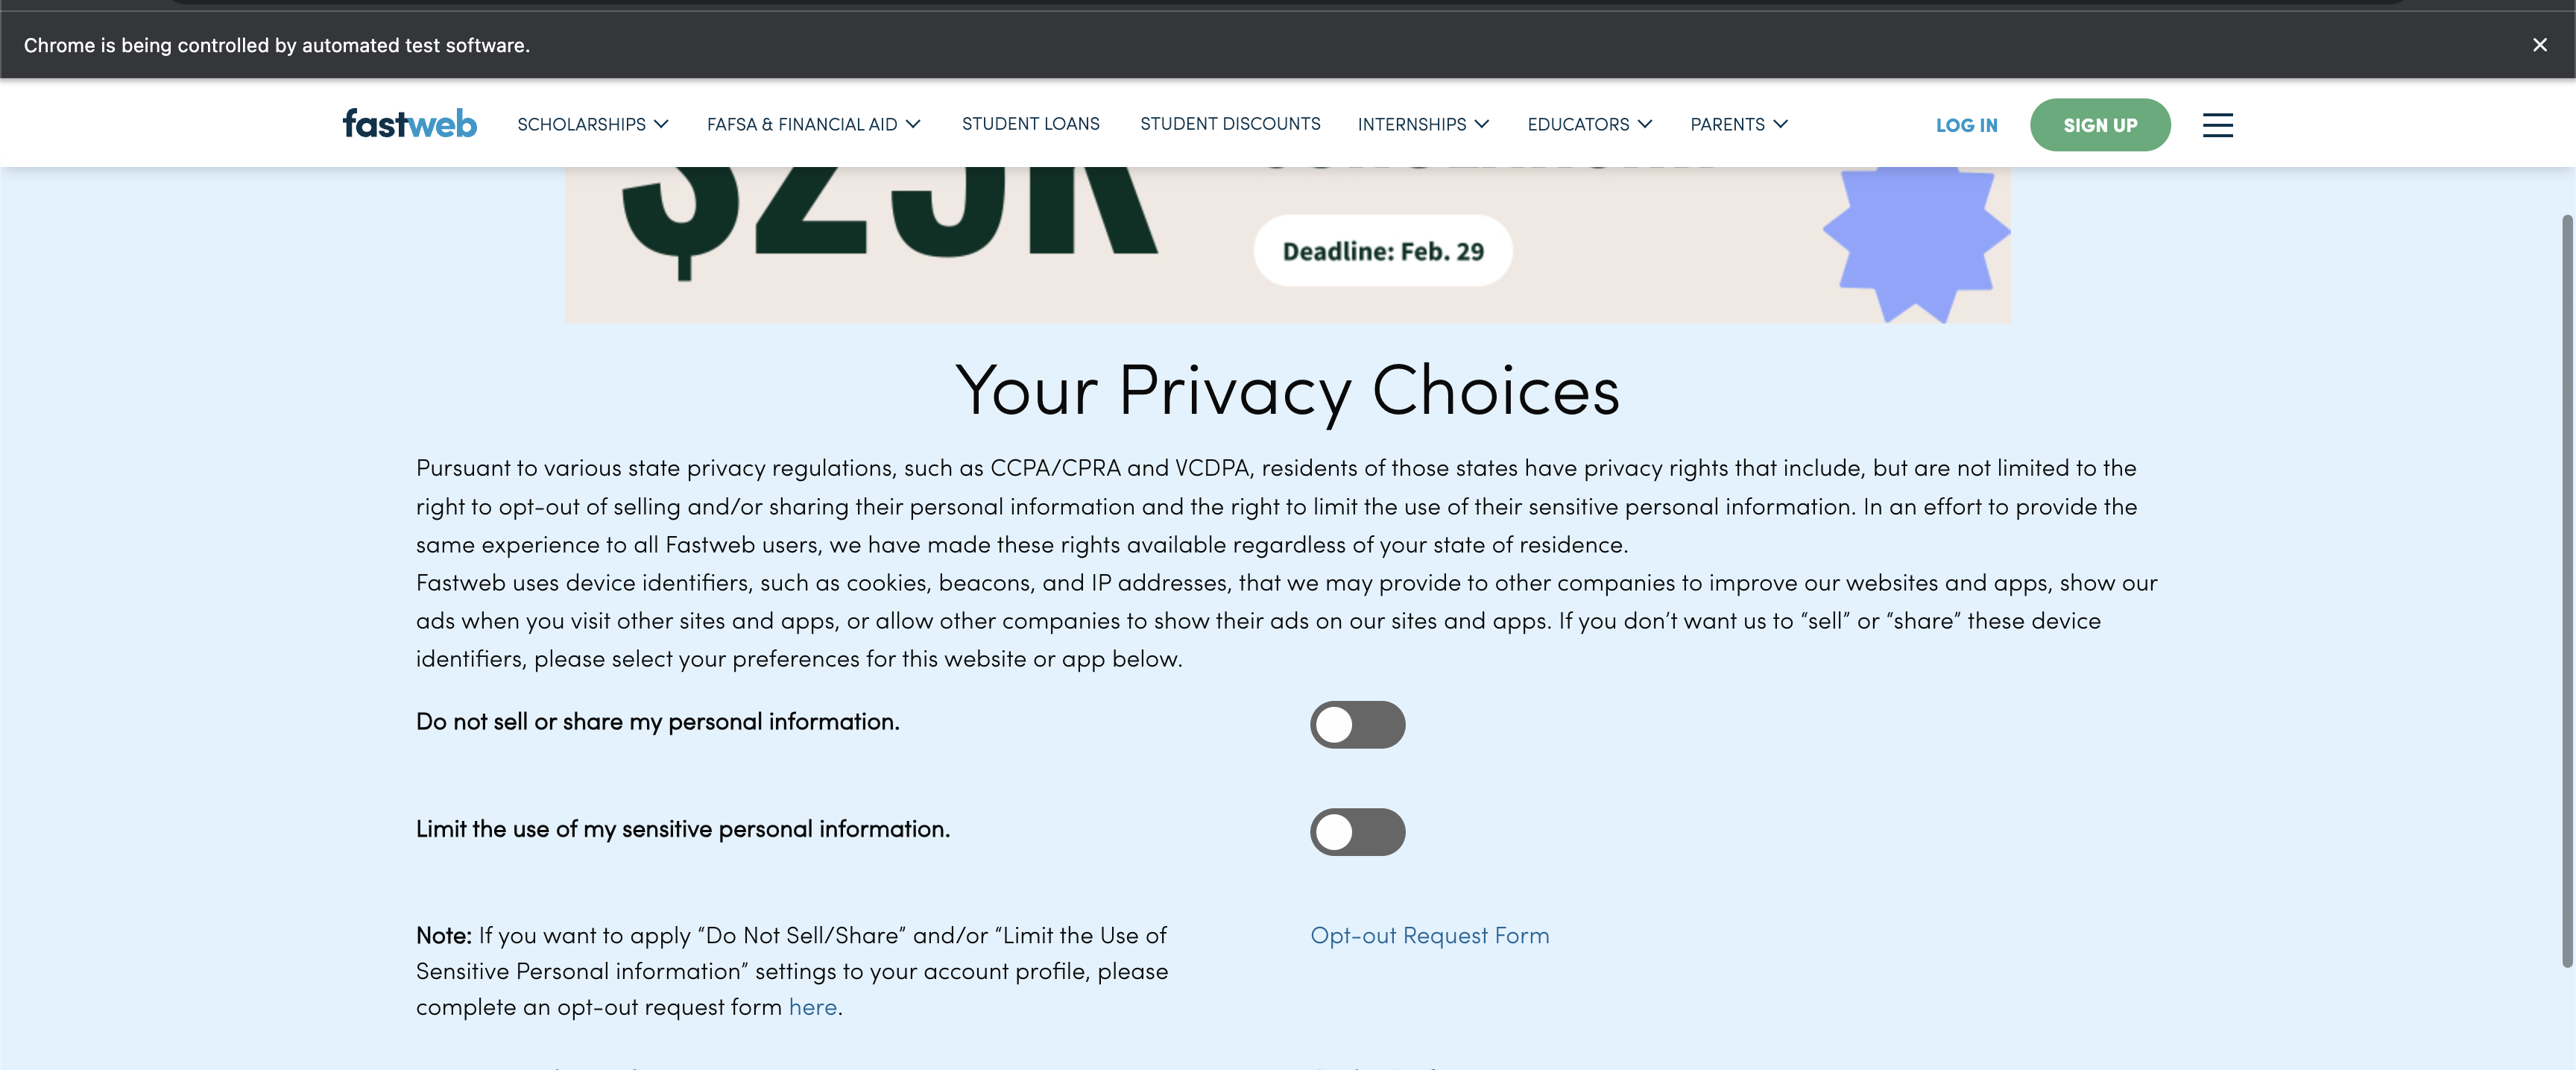 Chrome is being controlled by automated test software.
fastweb SCHOLARSHIPS FAFSA & FINANCIAL AID STUDENT LOANS STUDENT DISCOUNTS INTERNSHIPS EDUCATORS PARENTS LOG IN SIGN UP
$25K
Deadline: Feb. 29
Your Privacy Choices
Pursuant to various state privacy regulations, such as CCPA/CPRA and VCDPA, residents of those states have privacy rights that include, but are not limited to the
right to opt-out of selling and/or sharing their personal information and the right to limit the use of their sensitive personal information. In an effort to provide the
same experience to all Fastweb users, we have made these rights available regardless of your state of residence.
Fastweb uses device identifiers, such as cookies, beacons, and IP addresses, that we may provide to other companies to improve our websites and apps, show our
ads when you visit other sites and apps, or allow other companies to show their ads on our sites and apps. If you don’t want us to “sell” or “share” these device
identifiers, please select your preferences for this website or app below.
Do not sell or share my personal information.
Limit the use of my sensitive personal information.
Note: If you want to apply “Do Not Sell/Share” and/or “Limit the Use of
Sensitive Personal information” settings to your account profile, please
complete an opt-out request form here.
Opt-out Request Form